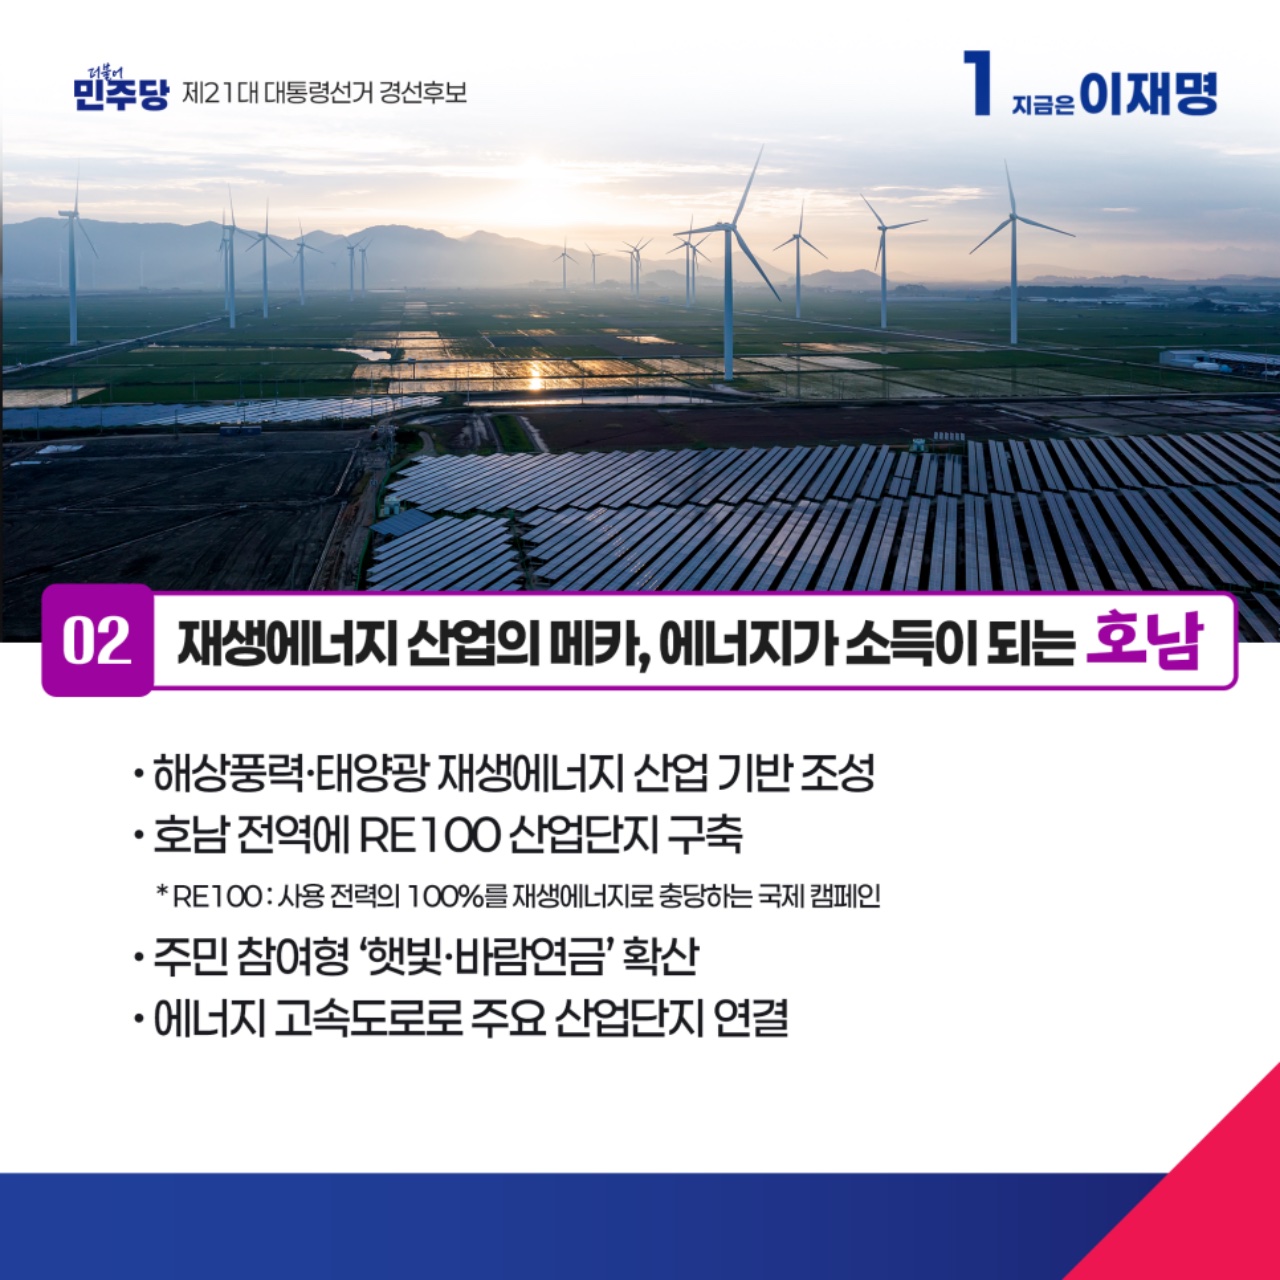 더불어
민주당 제21대 대통령선거 경선후보
1 지금은 이재명
02 재생에너지 산업의 메카, 에너지가 소득이 되는 호남
· 해상풍력·태양광 재생에너지 산업 기반 조성
· 호남 전역에 RE100 산업단지 구축
* RE100 : 사용 전력의 100%를 재생에너지로 충당하는 국제 캠페인
· 주민 참여형 ‘햇빛·바람연금’ 확산
· 에너지 고속도로로 주요 산업단지 연결